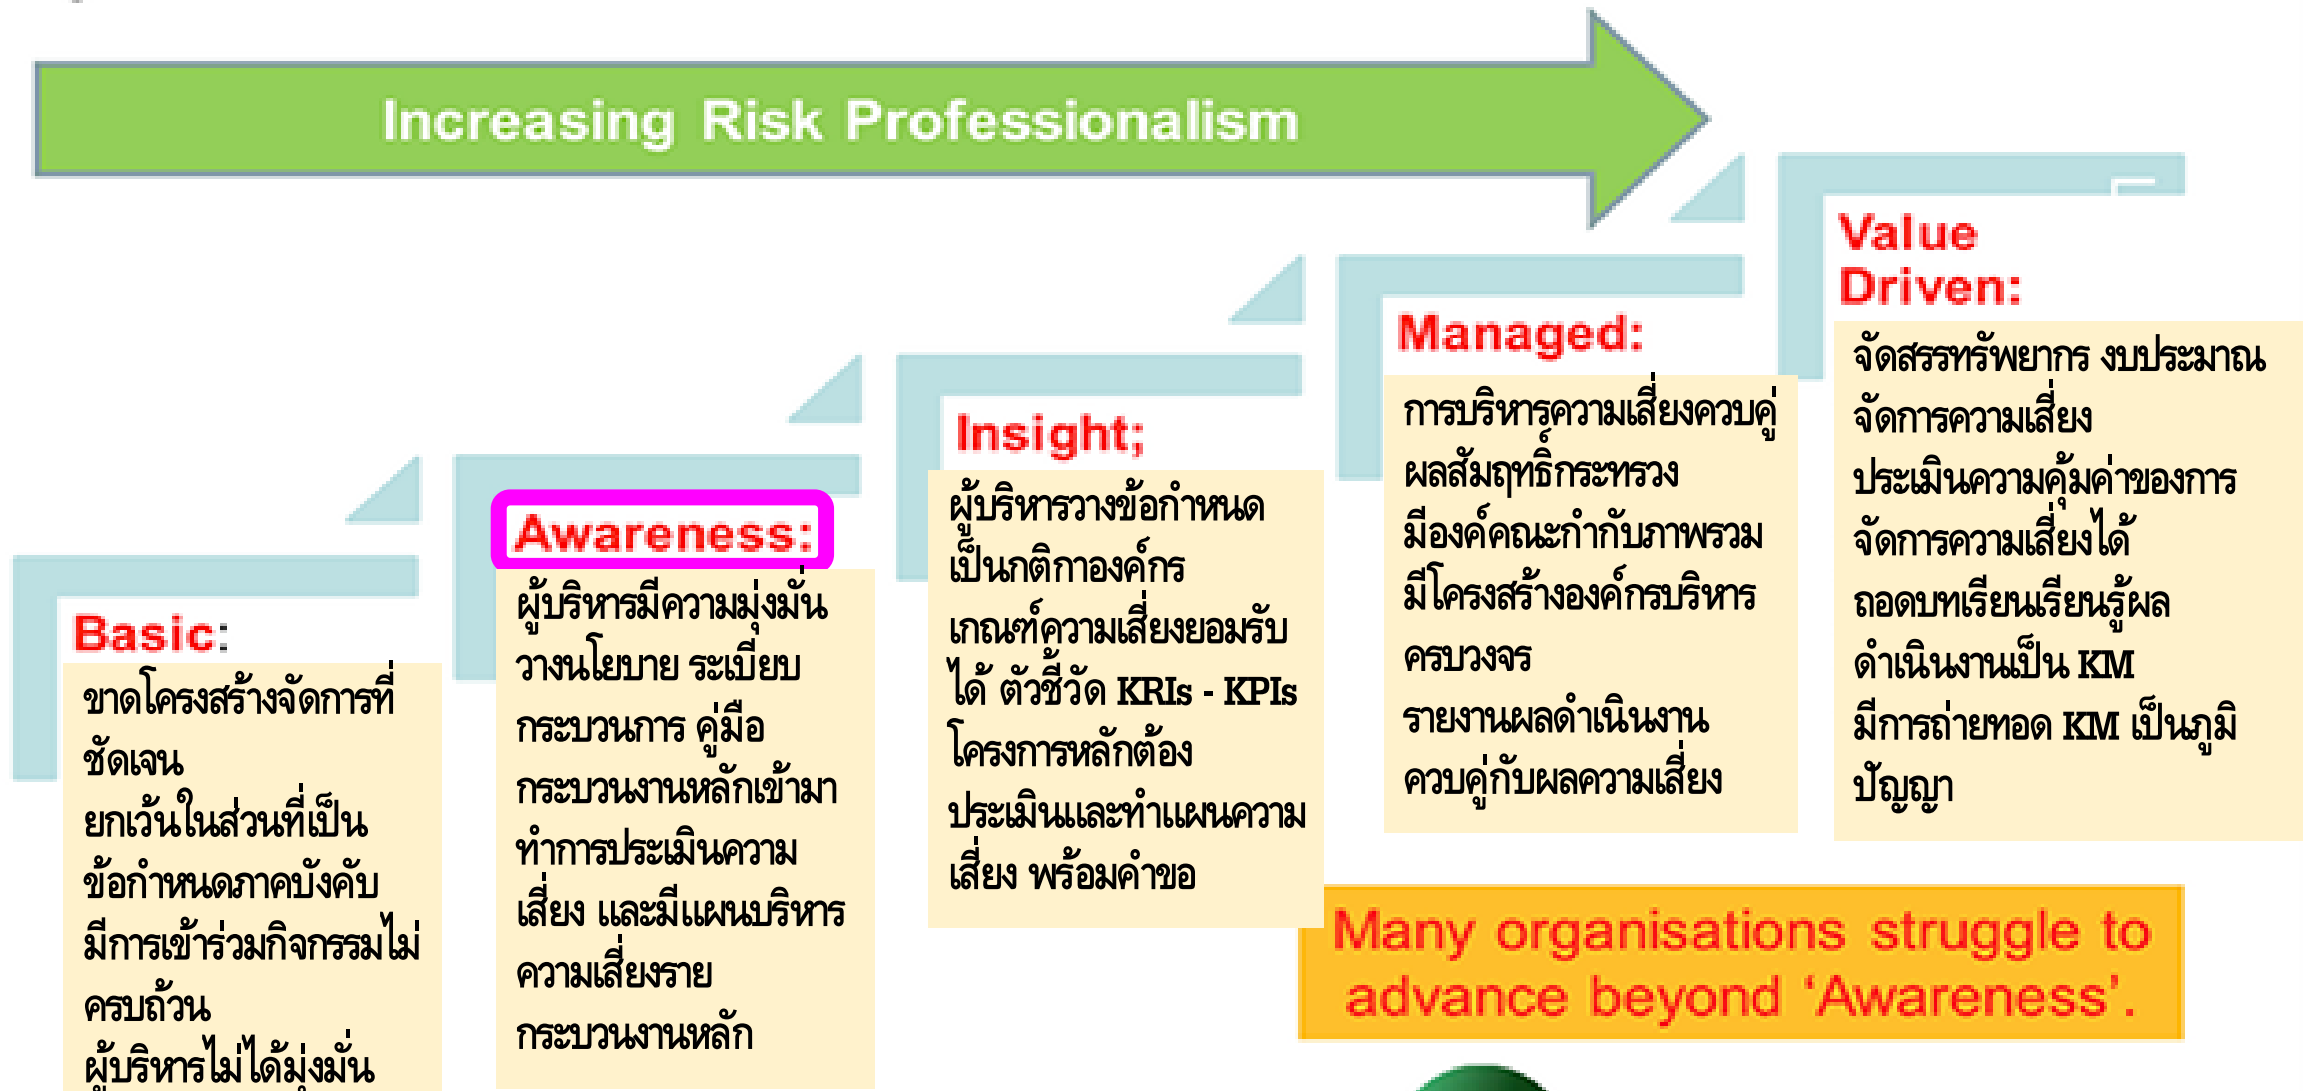 Increasing Risk Professionalism
Basic:
ขาดโครงสร้างจัดการที่
ชัดเจน
ยกเว้นในส่วนที่เป็น
ข้อกำหนดภาคบังคับ
มีการเข้าร่วมกิจกรรมไม่
ครบถ้วน
ผู้บริหารไม่ได้มุ่งมั่น
Awareness:
ผู้บริหารมีความมุ่งมั่น
วางนโยบาย ระเบียบ
กระบวนการ คู่มือ
กระบวนงานหลักเข้ามา
ทำการประเมินความ
เสี่ยง และมีแผนบริหาร
ความเสี่ยงราย
กระบวนงานหลัก
Insight;
ผู้บริหารวางข้อกำหนด
เป็นกติกาองค์กร
เกณฑ์ความเสี่ยงยอมรับ
ได้ ตัวชี้วัด KRIs - KPIs
โครงการหลักต้อง
ประเมินและทำแผนความ
เสี่ยง พร้อมคำขอ
Managed:
การบริหารความเสี่ยงควบคู่
ผลสัมฤทธิ์กระทรวง
มีองค์คณะกำกับภาพรวม
มีโครงสร้างองค์กรบริหาร
ครบวงจร
รายงานผลดำเนินงาน
ควบคู่กับผลความเสี่ยง
Value
Driven:
จัดสรรทรัพยากร งบประมาณ
จัดการความเสี่ยง
ประเมินความคุ้มค่าของการ
จัดการความเสี่ยงได้
ถอดบทเรียนเรียนรู้ผล
ดำเนินงานเป็น KM
มีการถ่ายทอด KM เป็นภูมิ
ปัญญา
Many organisations struggle to
advance beyond ‘Awareness’.